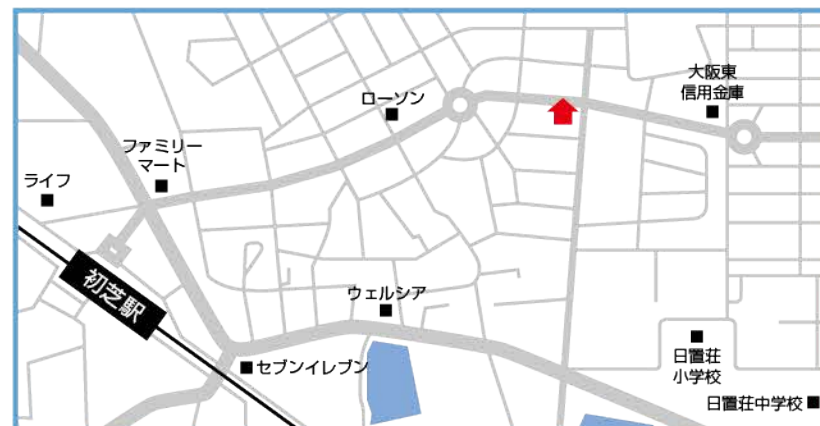 大阪東
信用金庫
ローソン
ファミリー
マート
ライフ
初芝駅
ウェルシア
セブンイレブン
日置荘
小学校
日置荘中学校